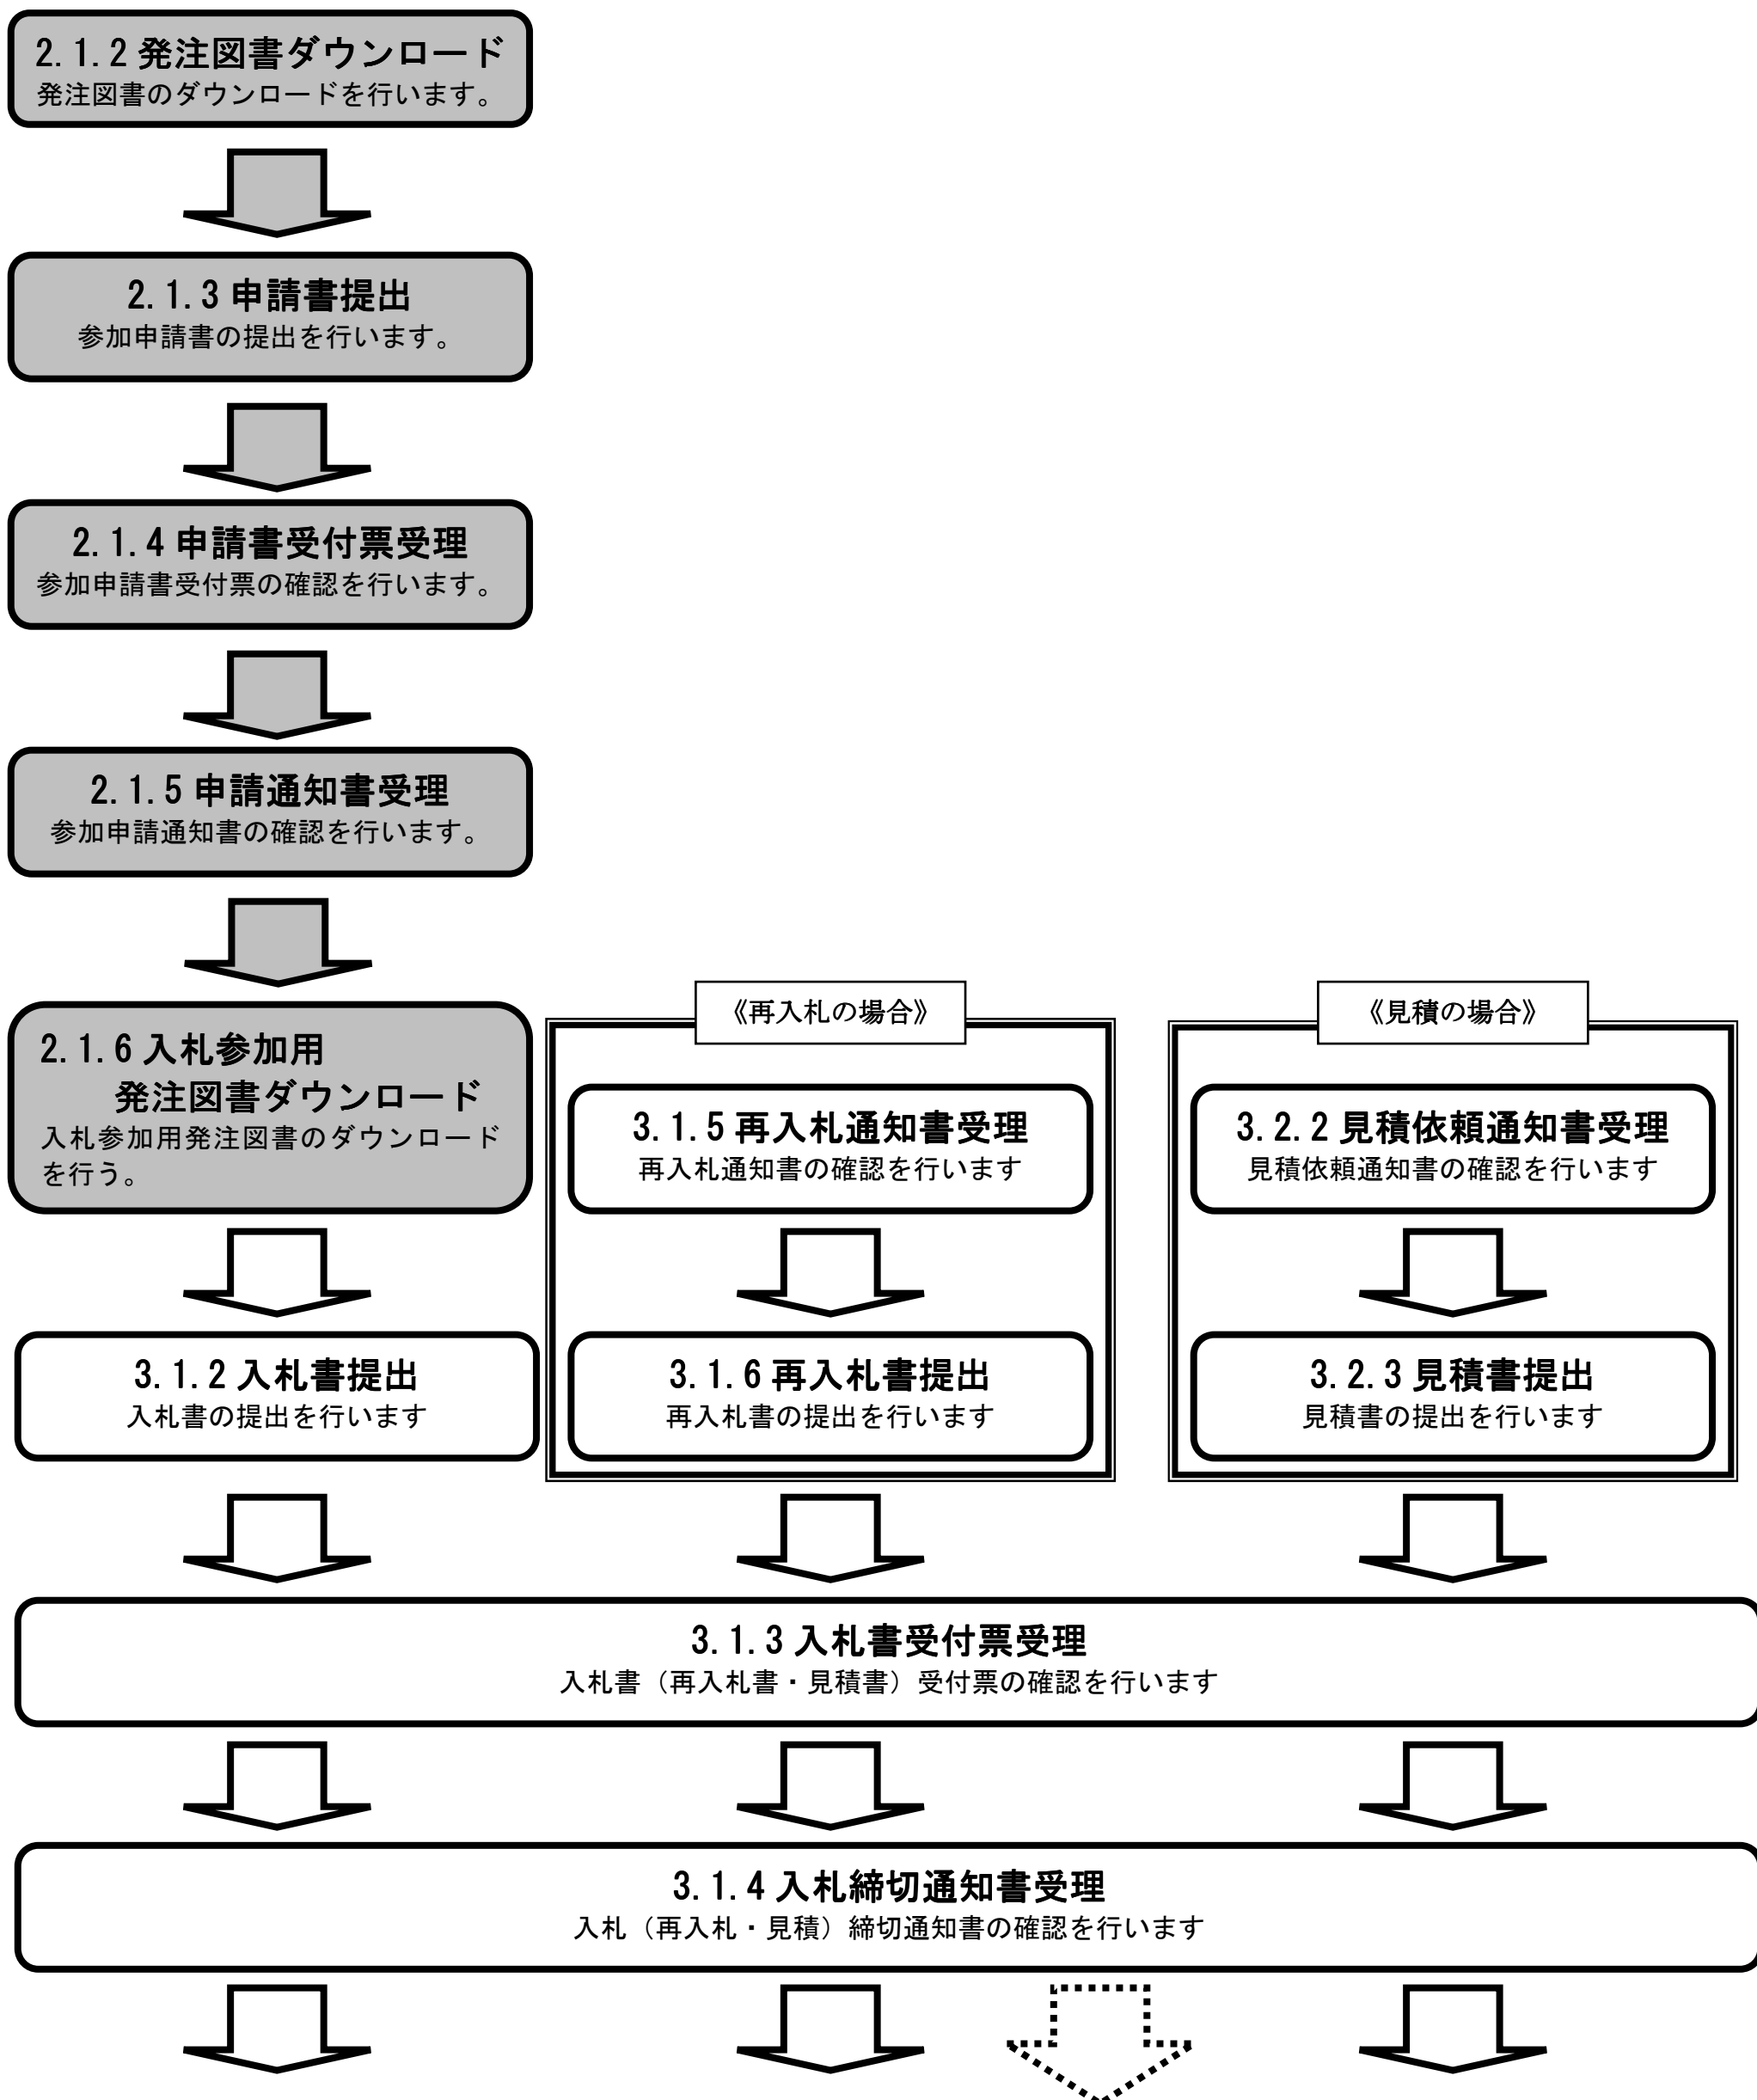 2.1.2 発注図書ダウンロード
発注図書のダウンロードを行います。
2.1.3 申請書提出
参加申請書の提出を行います。
2.1.4 申請書受付票受理
参加申請書受付票の確認を行います。
2.1.5 申請通知書受理
参加申請通知書の確認を行います。
2.1.6 入札参加用
発注図書ダウンロード
入札参加用発注図書のダウンロード
を行う。
《再入札の場合》
《見積の場合》
3.1.5 再入札通知書受理
再入札通知書の確認を行います
3.2.2 見積依頼通知書受理
見積依頼通知書の確認を行います
3.1.2 入札書提出
入札書の提出を行います
3.1.6 再入札書提出
再入札書の提出を行います
3.2.3 見積書提出
見積書の提出を行います
3.1.3 入札書受付票受理
入札書（再入札書・見積書）受付票の確認を行います
3.1.4 入札締切通知書受理
入札（再入札・見積）締切通知書の確認を行います